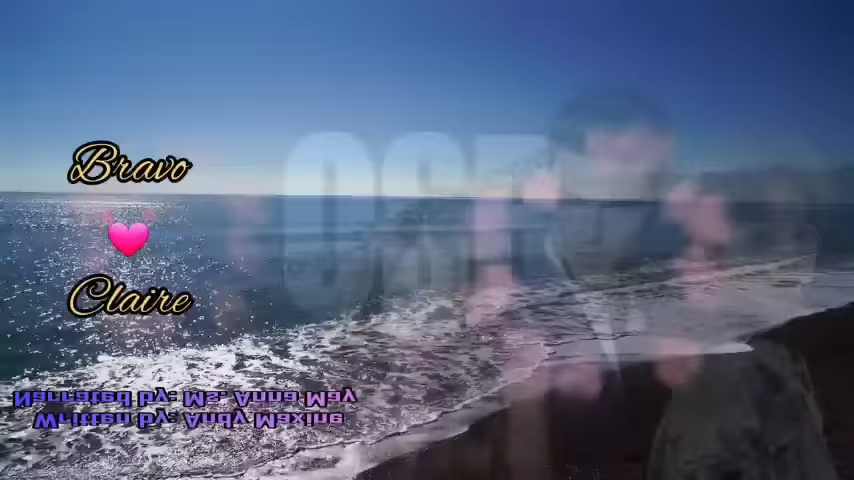 Bravo
Claire
Narrated by: Ms. Anna May
Written by: Andy Maxine